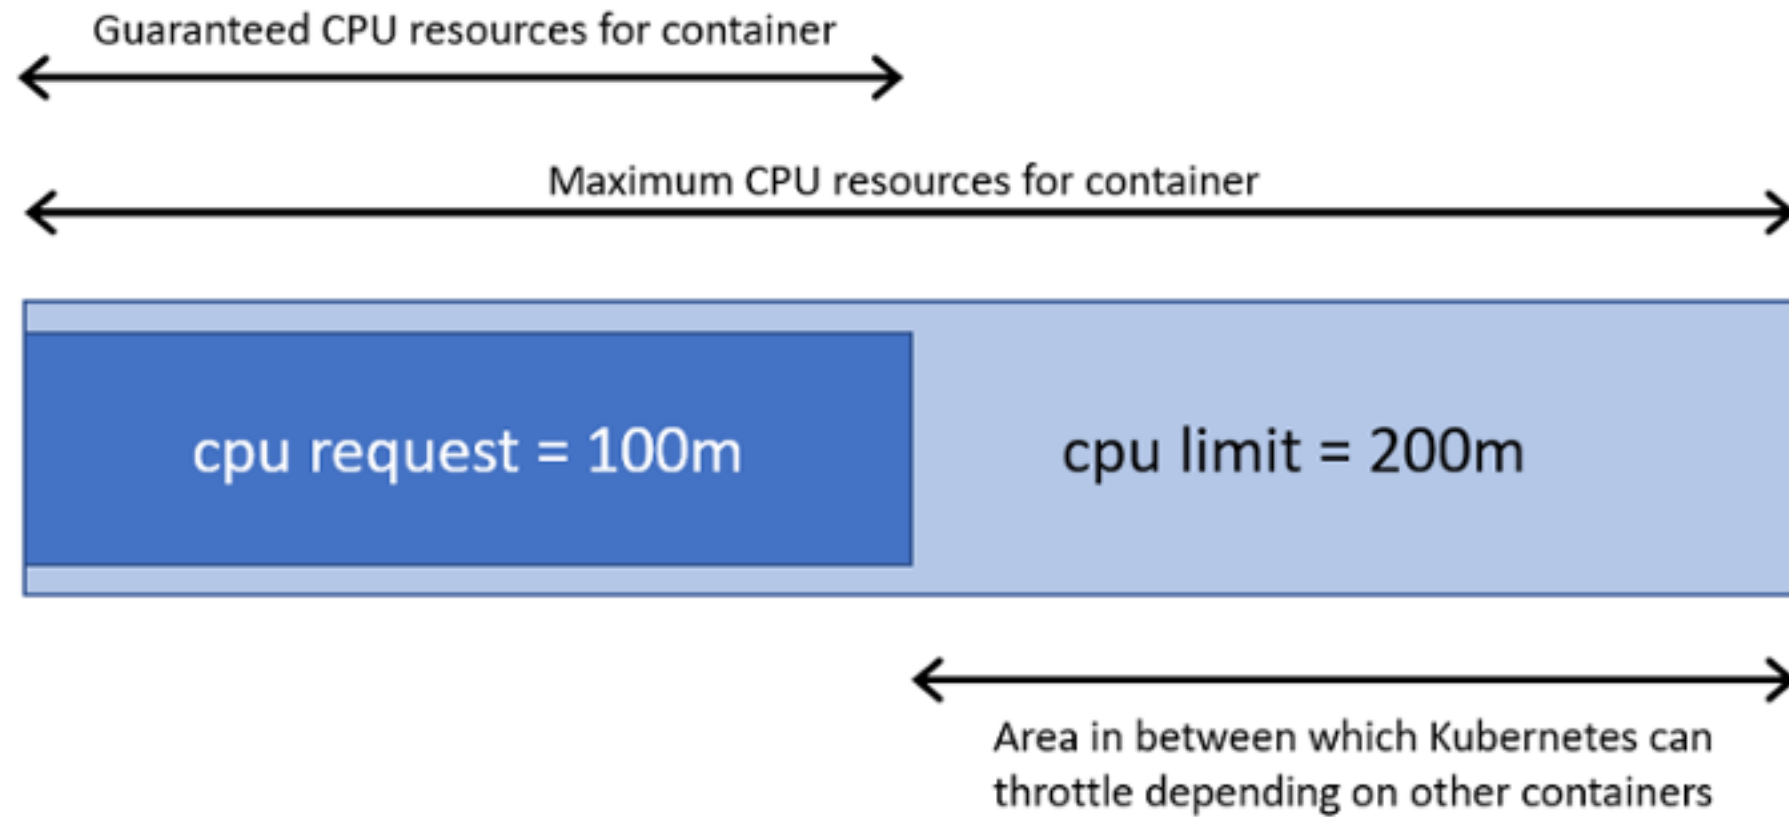 Guaranteed CPU resources for container
Maximum CPU resources for container
cpu request = 100m
cpu limit = 200m
Area in between which Kubernetes can
throttle depending on other containers